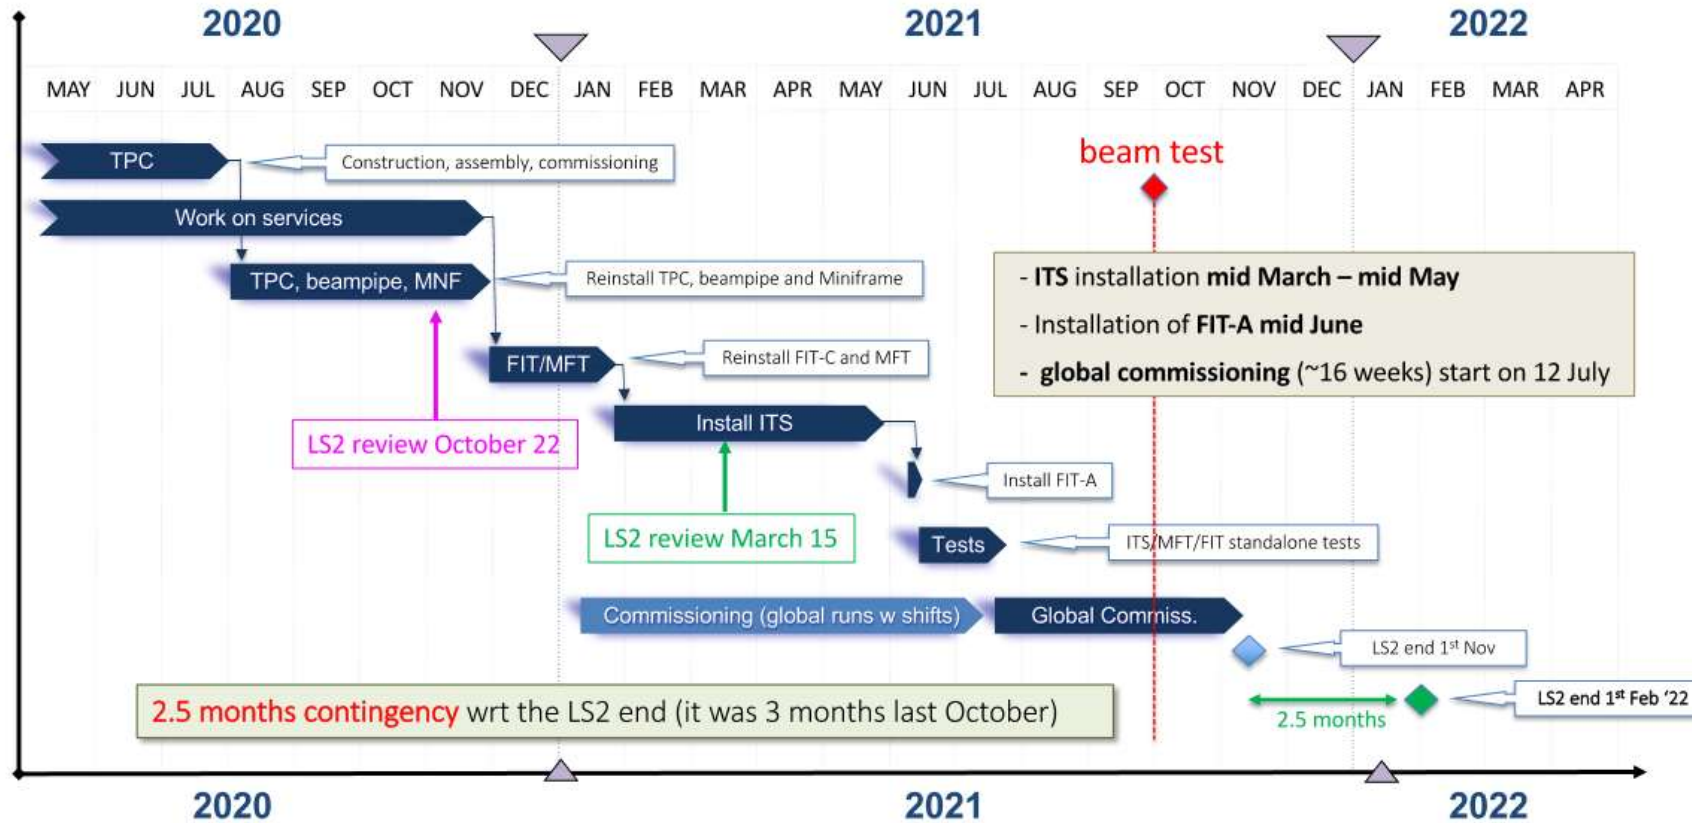 2020 2021 2022
MAY JUN JUL AUG SEP OCT NOV DEC JAN FEB MAR APR MAY JUN JUL AUG SEP OCT NOV DEC JAN FEB MAR APR
beam test
TPC
Construction, assembly, commissioning
Work on services
TPC, beampipe, MNF
Reinstall TPC, beampipe and Miniframe
- ITS installation mid March – mid May
- Installation of FIT-A mid June
- global commissioning (~16 weeks) start on 12 July
FIT/MFT
Reinstall FIT-C and MFT
Install ITS
LS2 review October 22
Install FIT-A
LS2 review March 15
Tests
ITS/MFT/FIT standalone tests
Commissioning (global runs w shifts)
Global Commiss.
LS2 end 1st Nov
LS2 end 1st Feb ‘22
2.5 months
2.5 months contingency wrt the LS2 end (it was 3 months last October)
2020 2021 2022